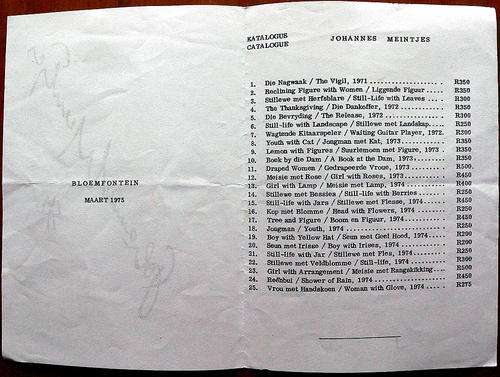 BLOEMFONTEIN
MAART 1975
KATALOGUS
CATALOGUE
JOHANNES MEINTJES
1. Die Nagwaak / The Vigil, 1971 R350
2. Reclining Figure with Women / Liggende Figuur R350
3. Stillewe met Herfsblare / Still-Life with Leaves R300
4. The Thanksgiving / Die Dankoffer, 1972 R350
5. Die Bevryding / The Release, 1972 R300
6. Still-life with Landscape / Stillewe met Landskap R250
7. Wagtende Kitaarspeler / Waiting Guitar Player, 1972. R300
8. Youth with Cat / Jongman met Kat, 1973 R350
9. Lemon with Figures / Suurlemoen met Figure, 1973 R350
10. Boek by die Dam / A Book at the Dam, 1973 R350
11. Draped Women / Gedrapeerde Vroue, 1973 R500
12. Meisie met Rose / Girl with Roses, 1973 R450
13. Girl with Lamp / Meisie met Lamp, 1974 R400
14. Stillewe met Bessies / Still-life with Berries R250
15. Still-life with Jars / Stillewe met Flesse, 1974 R450
16. Kop met Blomme / Head with Flowers, 1974 R250
17. Tree and Figure / Boom en Figuur, 1974 R450
18. Jongman / Youth, 1974 R250
19. Boy with Yellow Hat / Seun met Geel Hoed, 1974 R200
20. Seun met Irisse / Boy with Irises, 1974 R200
21. Still-life with Jar / Stillewe met Fles, 1974 R250
22. Stillewe met Veldblomme / Still-life, 1974 R300
23. Girl with Arrangement / Meisie met Rangskikking R500
24. Reënbui / Shower of Rain, 1974 R450
25. Vrou met Handskoen / Woman with Glove, 1974 R275